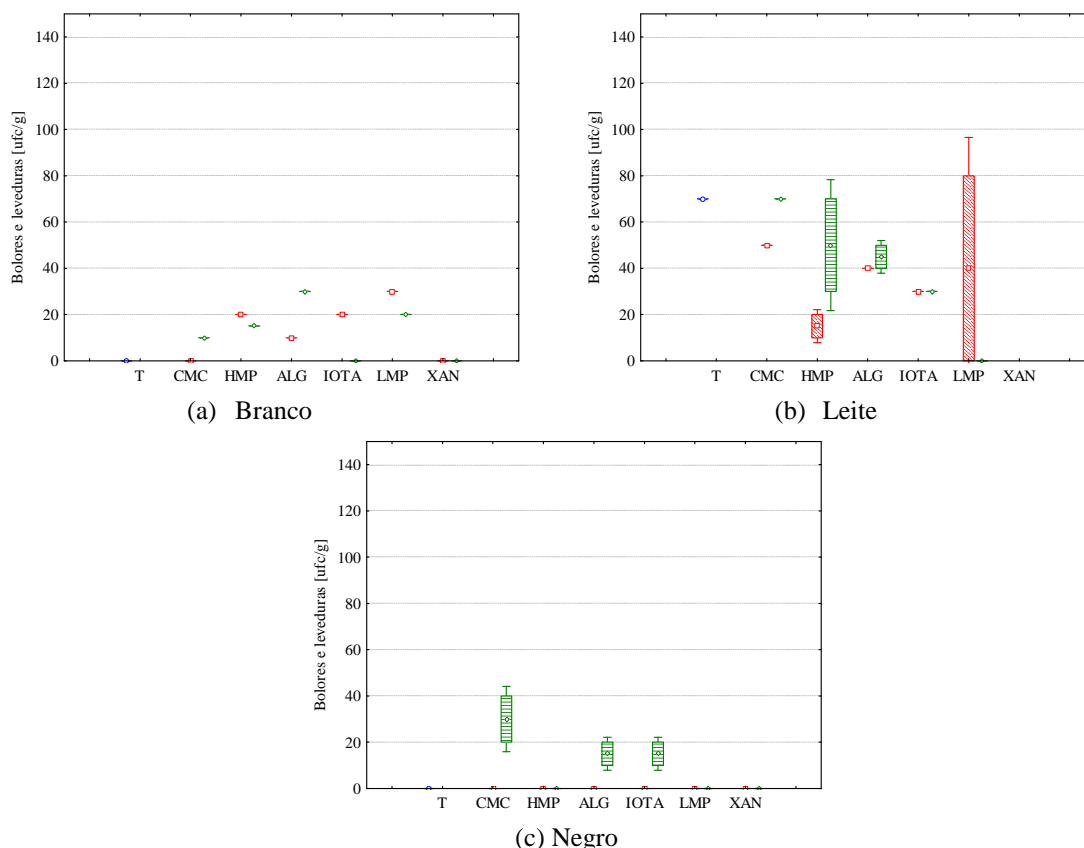 Bolores e leveduras [ufc/g]
140
120
100
80
60
40
20
0
T CMC HMP ALG IOTA LMP XAN
(a) Branco
Bolores e leveduras [ufc/g]
140
120
100
80
60
40
20
0
T CMC HMP ALG IOTA LMP XAN
(b) Leite
Bolores e leveduras [ufc/g]
140
120
100
80
60
40
20
0
T CMC HMP ALG IOTA LMP XAN
(c) Negro